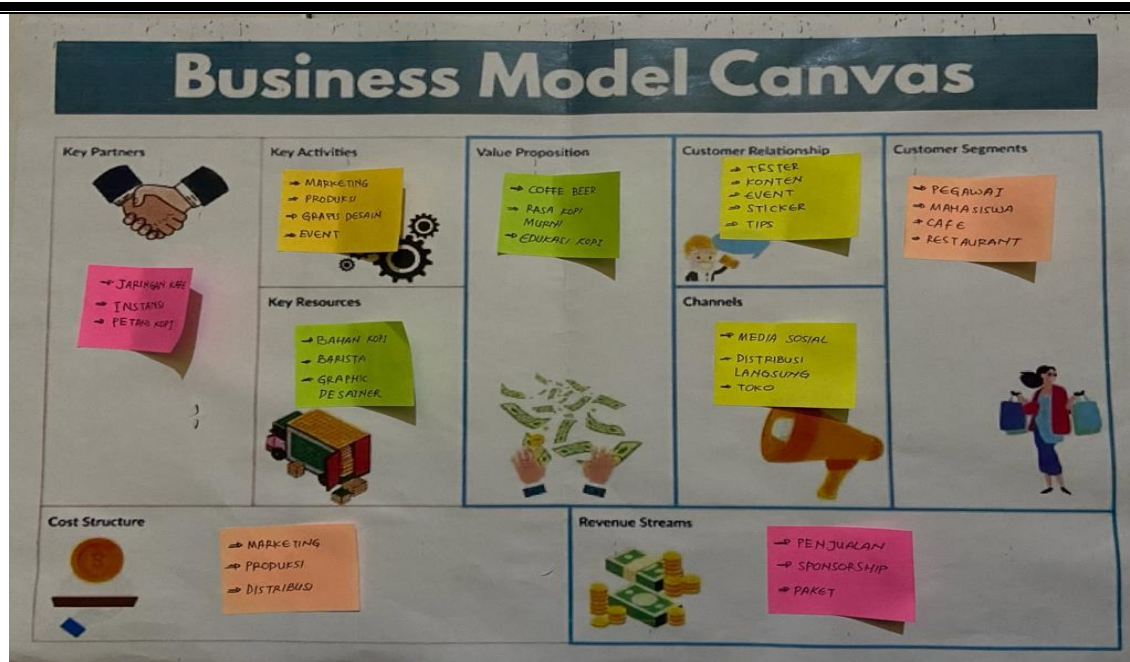 Business Model Canvas
Key Partners
→ JARINGAN KAFE
→ INSTANSI
→ PETANI KOPI
Key Activities
→ MARKETING
→ PRODUKSI
→ GRAPIS DESAIN
→ EVENT
Key Resources
→ BAHAN KOPI
→ BARISTA
→ GRAPHIC
DESAINER
Value Proposition
→ COFFE BEER
→ RASA KOPI
MURNI
→ EDUKASI KOPI
Customer Relationship
→ TESTER
→ KONTEN
→ EVENT
→ STICKER
→ TIPS
Channels
→ MEDIA SOSIAL
→ DISTRIBUSI
LANGSUNG
→ TOKO
Customer Segments
→ PEGAWAI
→ MAHASISWA
→ CAFE
→ RESTAURANT
Cost Structure
→ MARKETING
→ PRODUKSI
→ DISTRIBUSI
Revenue Streams
→ PENJUALAN
→ SPONSORSHIP
→ PAKET